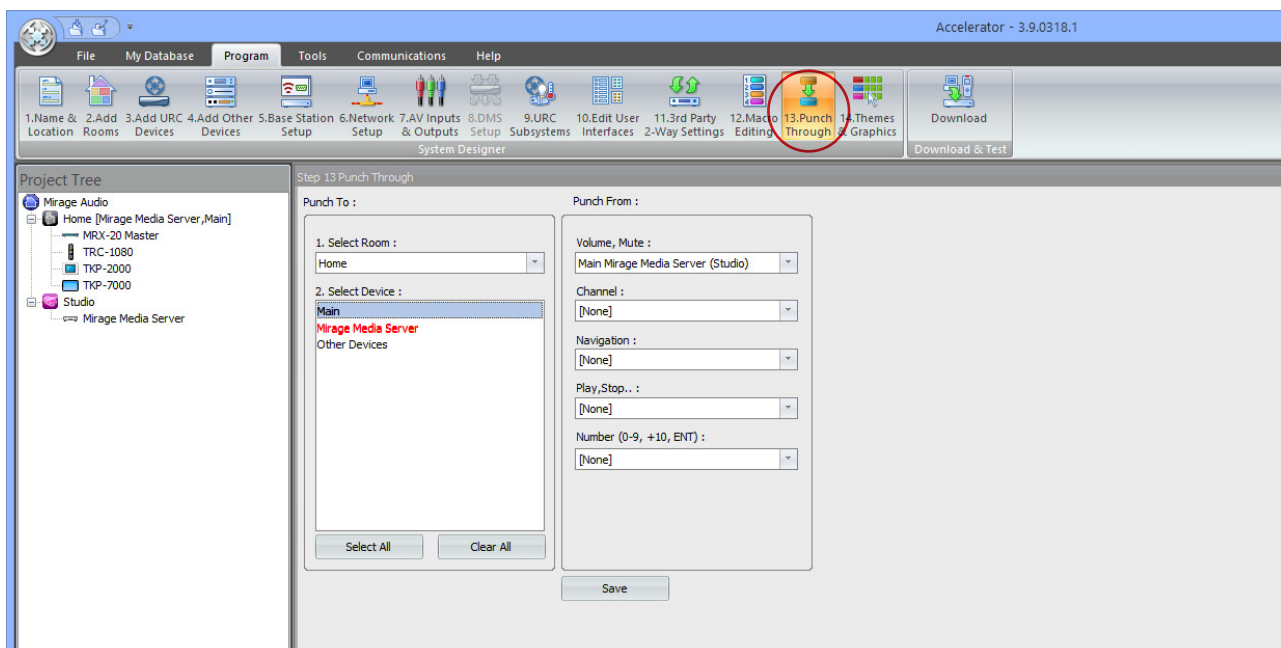 Accelerator - 3.9.0318.1
File My Database Program Tools Communications Help
1.Name & 2.Add 3.Add URC 4.Add Other 5.Base Station 6.Network 7.AV Inputs 8.DMS 9.URC 10.Edit User 11.3rd Party 12.Macro 13.Punch 14.Themes Download
Location Rooms Devices Devices Setup Setup & Outputs Setup Subsystems Interfaces 2-Way Settings Editing Through & Graphics
System Designer Download & Test
Project Tree
Mirage Audio
Home [Mirage Media Server,Main]
MRX-20 Master
TRC-1080
TKP-2000
TKP-7000
Studio
Mirage Media Server
Step 13 Punch Through
Punch To :
1. Select Room :
Home
2. Select Device :
Main
Mirage Media Server
Other Devices
Select All Clear All
Punch From :
Volume, Mute :
Main Mirage Media Server (Studio)
Channel :
[None]
Navigation :
[None]
Play,Stop.. :
[None]
Number (0-9, +10, ENT) :
[None]
Save